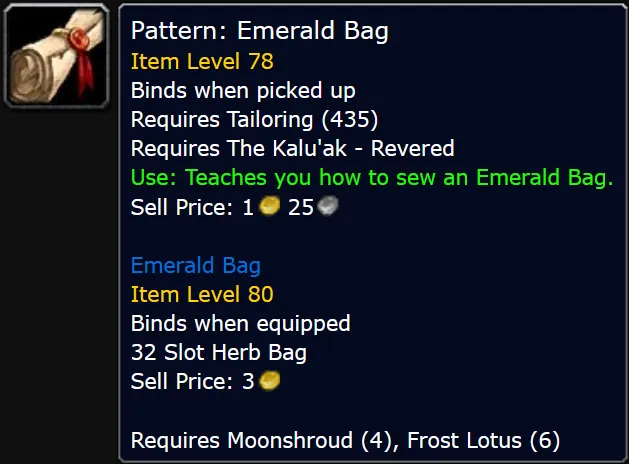 Pattern: Emerald Bag
Item Level 78
Binds when picked up
Requires Tailoring (435)
Requires The Kalu'ak - Revered
Use: Teaches you how to sew an Emerald Bag.
Sell Price: 1 25
Emerald Bag
Item Level 80
Binds when equipped
32 Slot Herb Bag
Sell Price: 3
Requires Moonshroud (4), Frost Lotus (6)